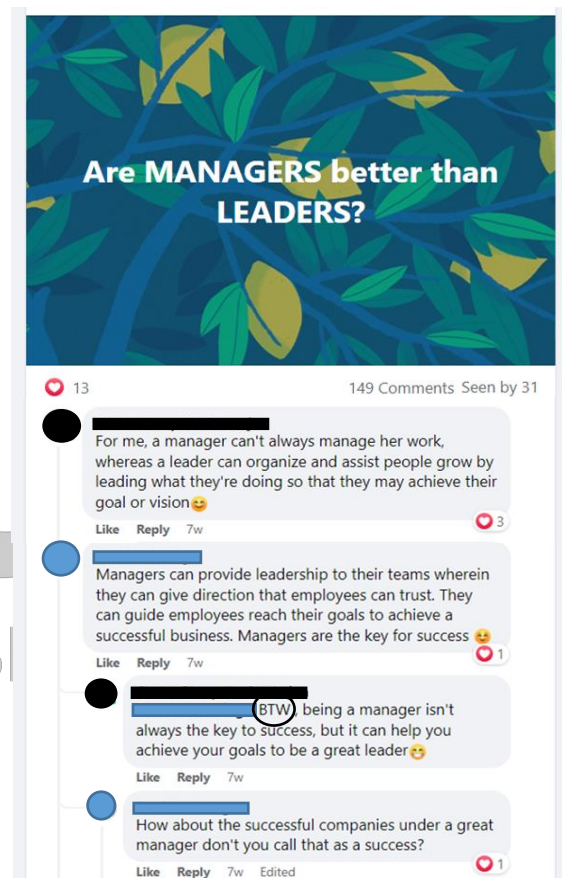 Are MANAGERS better than
LEADERS?
13
149 Comments Seen by 31
For me, a manager can't always manage her work,
whereas a leader can organize and assist people grow by
leading what they're doing so that they may achieve their
goal or vision😊
3
Like Reply 7w
Managers can provide leadership to their teams wherein
they can give direction that employees can trust. They
can guide employees reach their goals to achieve a
successful business. Managers are the key for success 😊
1
Like Reply 7w
BTW, being a manager isn't
always the key to success, but it can help you
achieve your goals to be a great leader😁
Like Reply 7w
How about the successful companies under a great
manager don't you call that as a success?
1
Like Reply 7w Edited